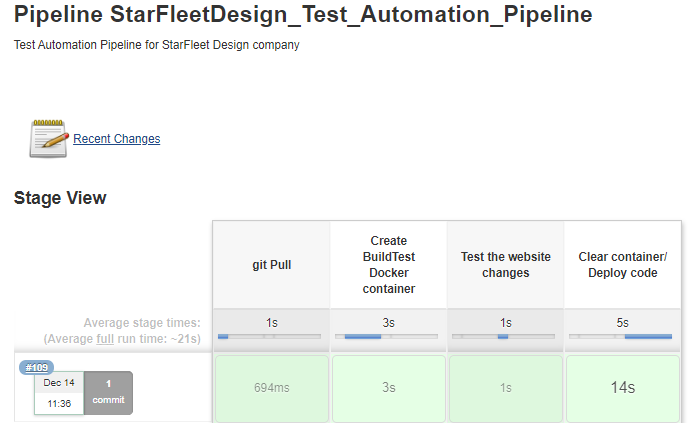 Pipeline StarFleetDesign_Test_Automation_Pipeline
Test Automation Pipeline for StarFleet Design company
Recent Changes
Stage View
git Pull
Create
BuildTest
Docker
container
Test the website
changes
Clear container/
Deploy code
Average stage times:
(Average full run time: ~21s)
1s
3s
1s
5s
#109
Dec 14
11:36
1
commit
694ms
3s
1s
14s